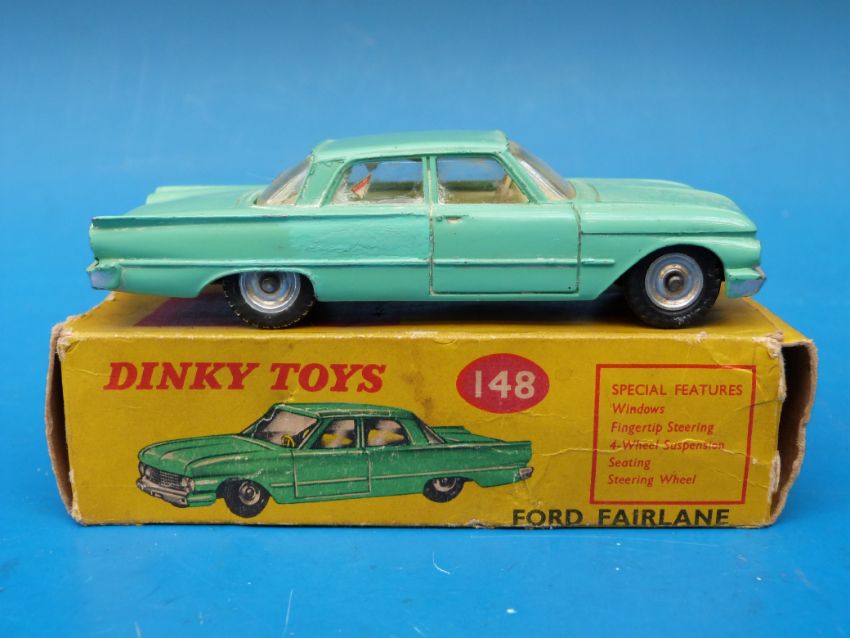 DINKY TOYS
148
SPECIAL FEATURES
Windows
Fingertip Steering
4-Wheel Suspension
Seating
Steering Wheel
FORD FAIRLANE